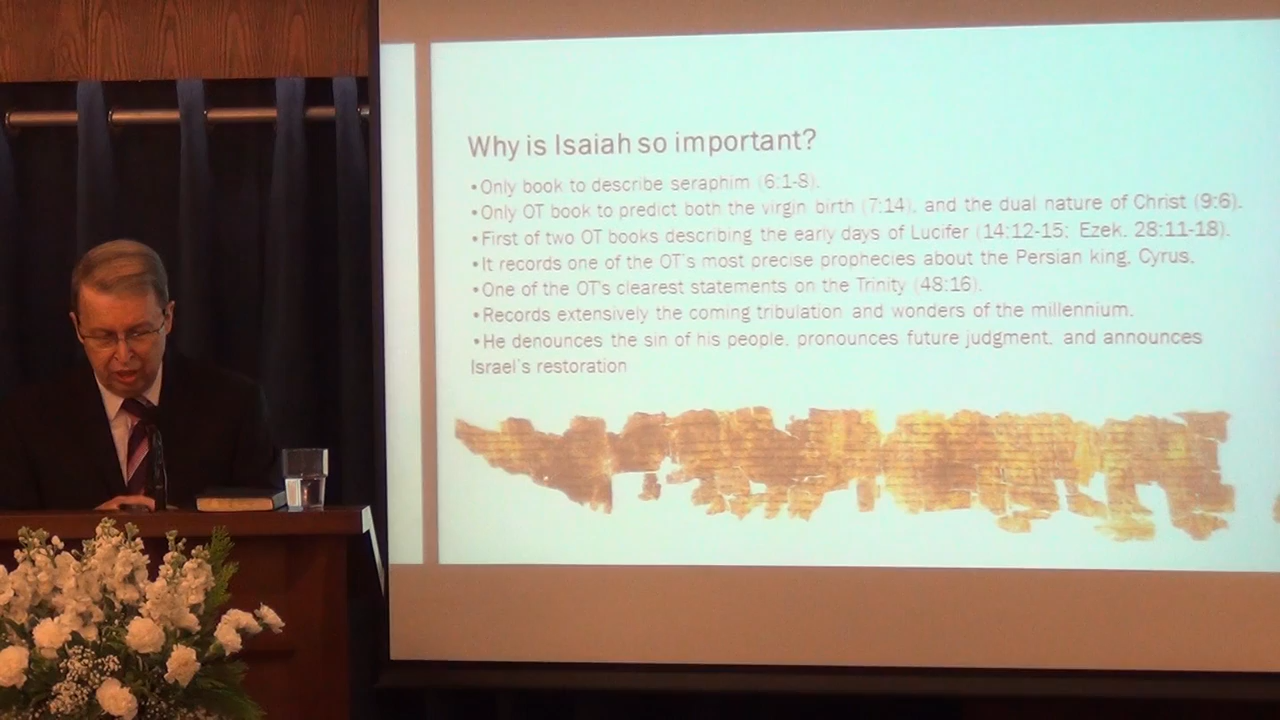 Why is Isaiah so important?
•Only book to describe seraphim (6:1-8).
•Only OT book to predict both the virgin birth (7:14), and the dual nature of Christ (9:6).
•First of two OT books describing the early days of Lucifer (14:12-15; Ezek. 28:11-18).
•It records one of the OT's most precise prophecies about the Persian king, Cyrus.
•One of the OT's clearest statements on the Trinity (48:16).
•Records extensively the coming tribulation and wonders of the millennium.
•He denounces the sin of his people, pronounces future judgment, and announces
Israel's restoration